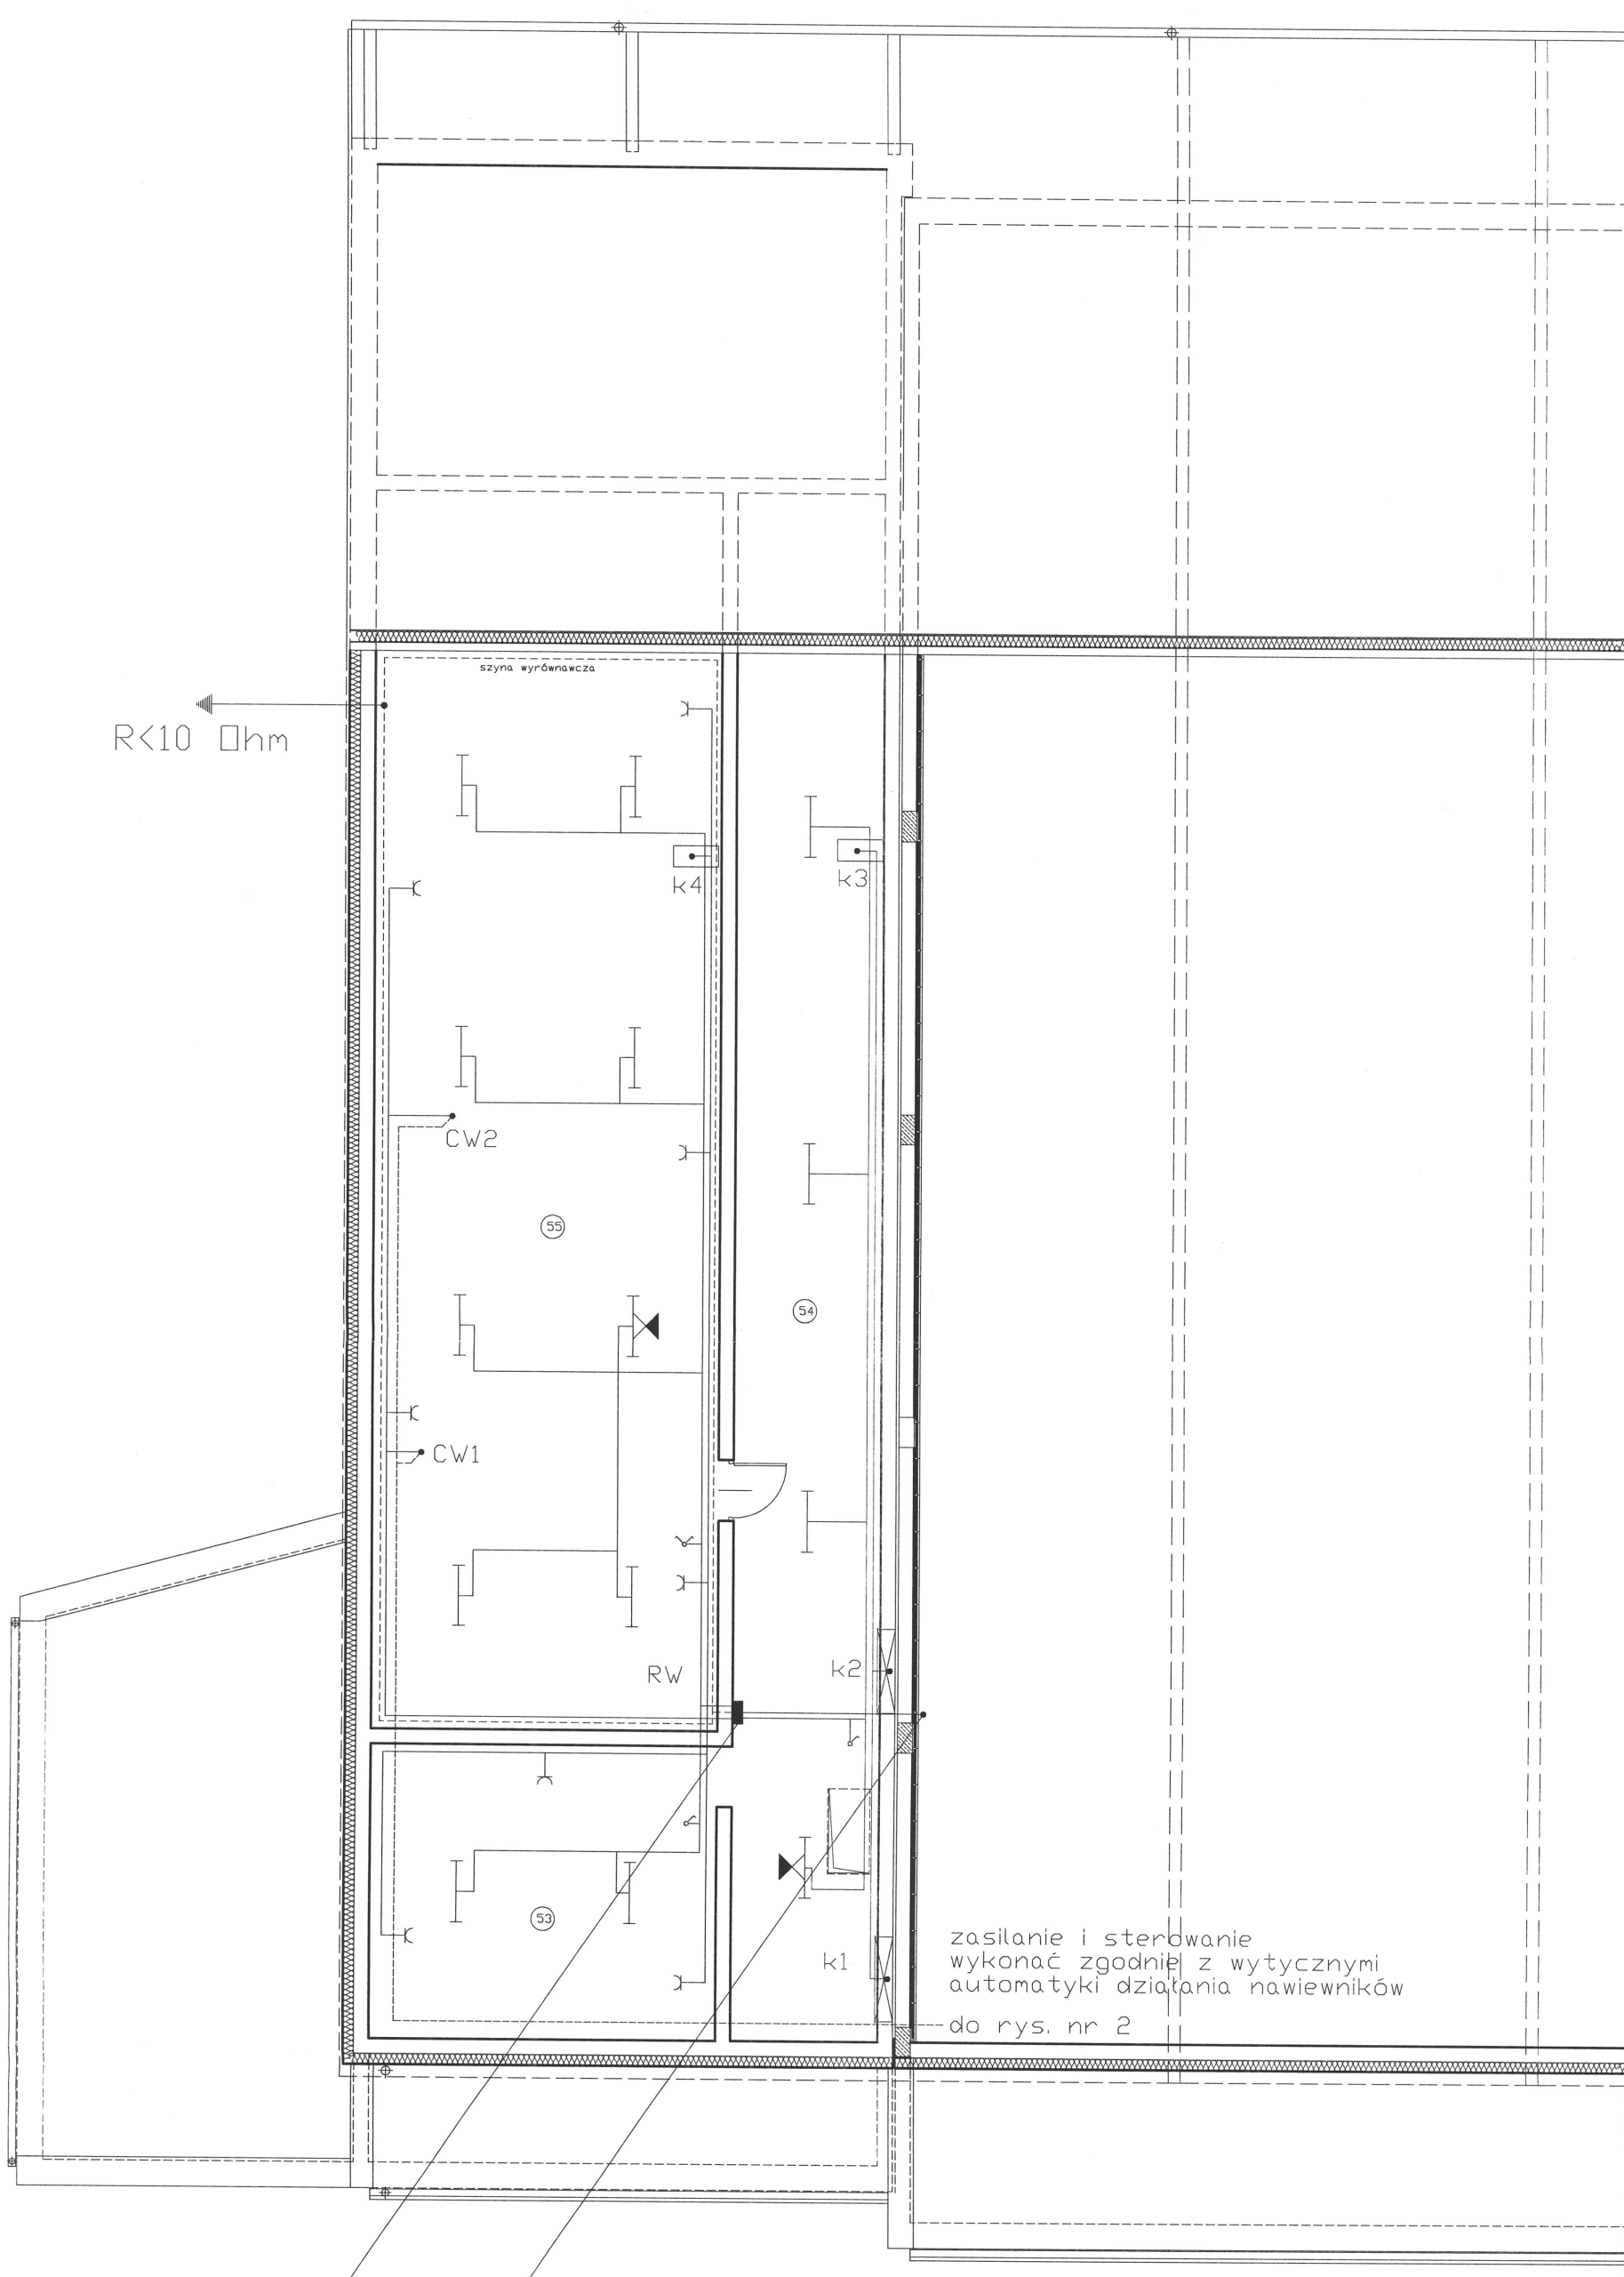 szyna wyrównawcza
R<10 Ohm
k4
k3
CW2
55
54
CW1
RW
k2
53
k1
zasilanie i sterowanie
wykonać zgodnie z wytycznymi
automatyki działania nawiewników
do rys. nr 2